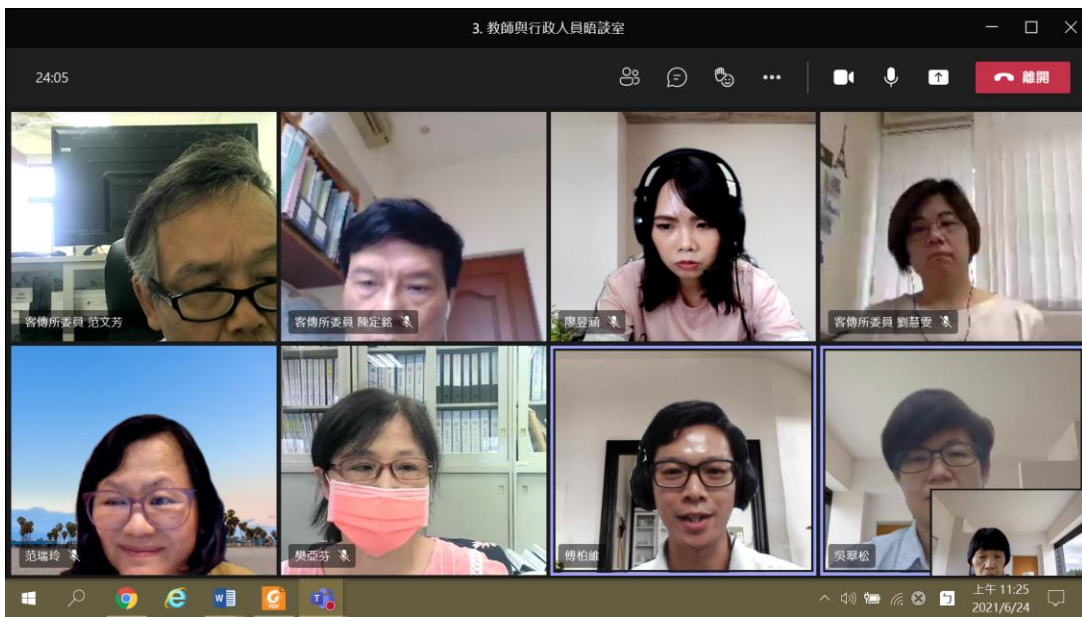 3. 教師與行政人員晤談室
24:05
離開
客傳所委員 范文芳
客傳所委員 陳定銘
廖昱涵
客傳所委員 劉慧雯
范瑞玲
樊亞芬
傅柏維
吳翠松
上午 11:25
2021/6/24